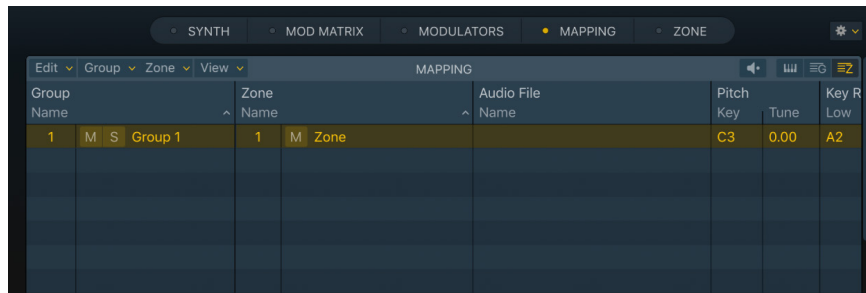 SYNTH MOD MATRIX MODULATORS MAPPING ZONE
Edit Group Zone View MAPPING G Z
Group Zone Audio File Pitch Key R
Name Name Name Key Tune Low
1 M S Group 1 1 M Zone C3 0.00 A2